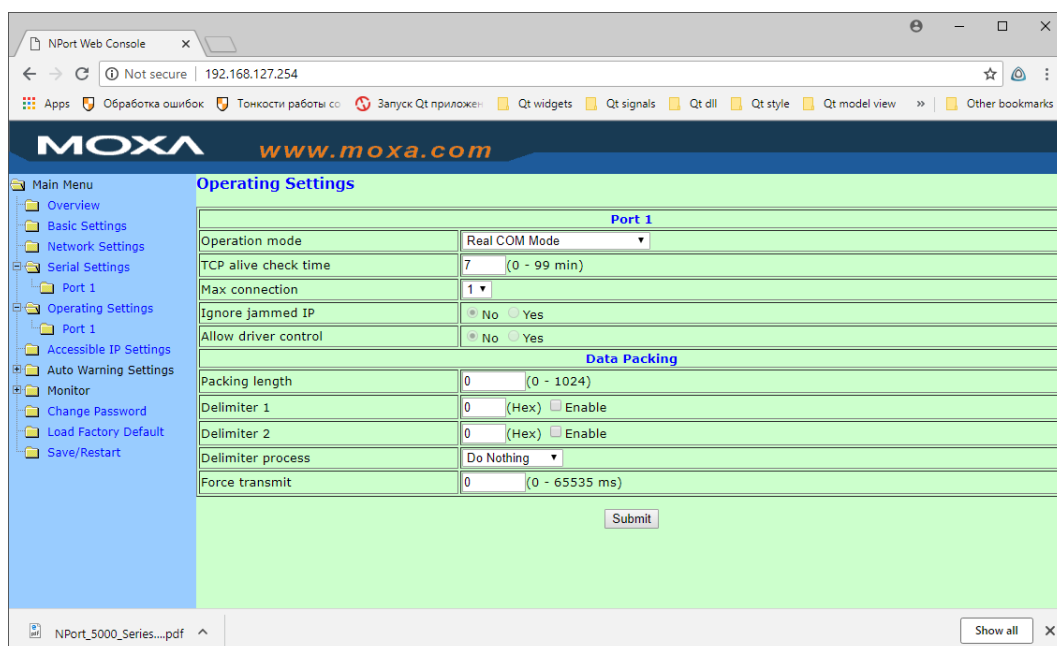 NPort Web Console
Not secure 192.168.127.254
Apps Обработка ошибок Тонкости работы со Запуск Qt приложен Qt widgets Qt signals Qt dll Qt style Qt model view » Other bookmarks
MOXA www.moxa.com
Main Menu
Overview
Basic Settings
Network Settings
Serial Settings
Port 1
Operating Settings
Port 1
Accessible IP Settings
Auto Warning Settings
Monitor
Change Password
Load Factory Default
Save/Restart
Operating Settings
Port 1
Operation mode Real COM Mode
TCP alive check time 7 (0 - 99 min)
Max connection 1
Ignore jammed IP No Yes
Allow driver control No Yes
Data Packing
Packing length 0 (0 - 1024)
Delimiter 1 0 (Hex) Enable
Delimiter 2 0 (Hex) Enable
Delimiter process Do Nothing
Force transmit 0 (0 - 65535 ms)
Submit
NPort_5000_Series....pdf Show all